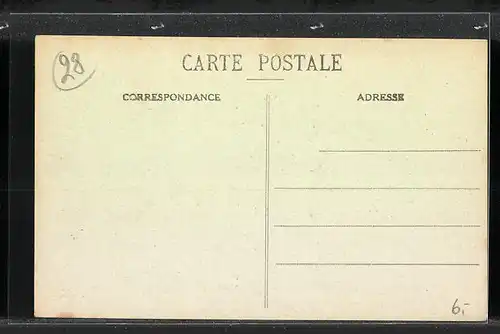 28
CARTE POSTALE
CORRESPONDANCE
ADRESSE
6,-